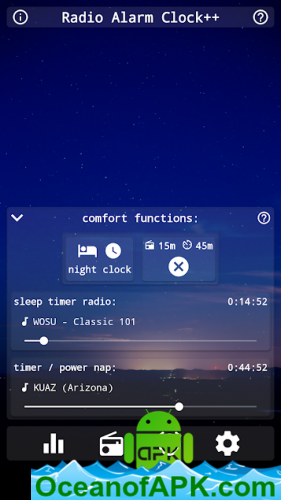 Radio Alarm Clock++
comfort functions:
15m 45m
night clock
sleep timer radio: 0:14:52
WOSU - Classic 101
timer / power nap: 0:44:52
KUAZ (Arizona)
APK
OceanofAPK.com